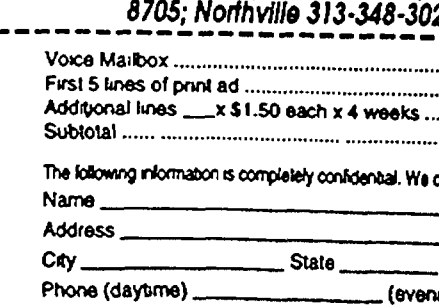 8705; Northville 313-348-302
Voice Mailbox
First 5 lines of print ad
Additional lines ___x $1.50 each x 4 weeks
Subtotal
The following information is completely confidential. We
Name
Address
City State
Phone (daytime)